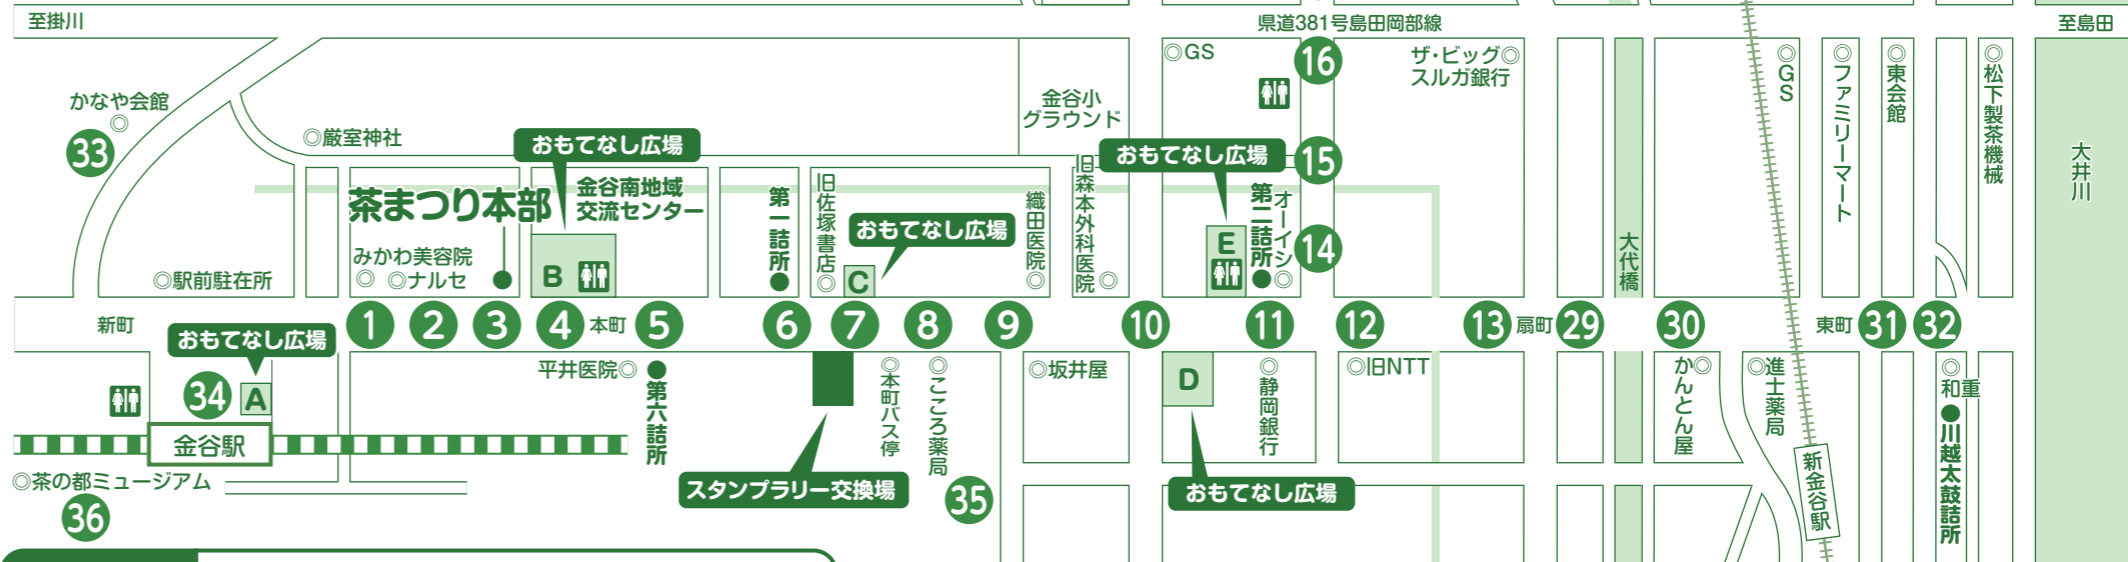 至掛川
県道381号島田岡部線
至島田
かなや会館
◎
33
◎厳室神社
おもてなし広場
金谷小
グラウンド
◎GS
16
ザ・ビッグ◎
スルガ銀行
◎GS
◎ファミリーマート
◎東会館
◎松下製茶機械
大井川
茶まつり本部
金谷南地域
交流センター
第一詰所
旧佐塚書店◎
おもてなし広場
織田医院◎
旧森本外科医院◎
おもてなし広場
15
第二詰所
オーイシ◎
14
E
大代橋
みかわ美容院
◎
◎ナルセ
◎駅前駐在所
B
C
新町
1
2
3
4
本町
5
6
7
8
9
10
11
12
13
扇町
29
30
東町
31
32
おもてなし広場
34
A
平井医院◎
第六詰所
◎本町バス停
◎こころ薬局
◎坂井屋
D
◎静岡銀行
◎旧NTT
かんとん屋◎
◎進士薬局
◎
和重
川越太鼓詰所
金谷駅
新金谷駅
◎茶の都ミュージアム
36
スタンプラリー交換場
35
おもてなし広場